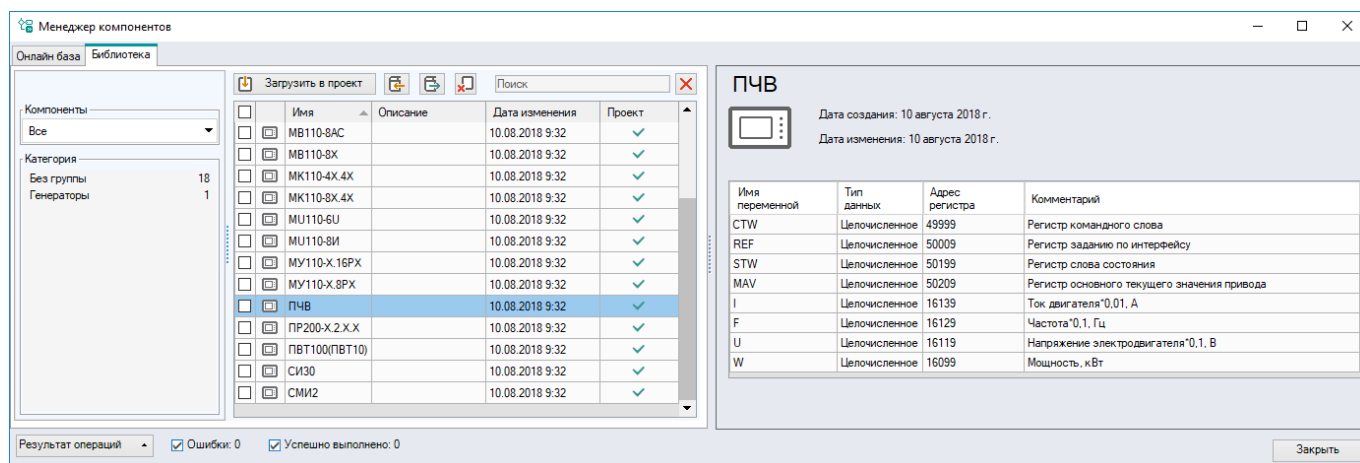 Менеджер компонентов
Онлайн база Библиотека
Загрузить в проект Поиск
Компоненты
Все
Категория
Без группы 18
Генераторы 1
Имя Описание Дата изменения Проект
МВ110-8АС 10.08.2018 9:32
МВ110-8Х 10.08.2018 9:32
МК110-4Х.4Х 10.08.2018 9:32
МК110-8Х.4Х 10.08.2018 9:32
МU110-6U 10.08.2018 9:32
МU110-8И 10.08.2018 9:32
МУ110-Х.16РХ 10.08.2018 9:32
МУ110-Х.8РХ 10.08.2018 9:32
ПЧВ 10.08.2018 9:32
ПР200-Х.2.Х.Х 10.08.2018 9:32
ПВТ100(ПВТ10) 10.08.2018 9:32
СИ30 10.08.2018 9:32
СМИ2 10.08.2018 9:32
ПЧВ
Дата создания: 10 августа 2018 г.
Дата изменения: 10 августа 2018 г.
Имя переменной Тип данных Адрес регистра Комментарий
CTW Целочисленное 49999 Регистр командного слова
REF Целочисленное 50009 Регистр заданию по интерфейсу
STW Целочисленное 50199 Регистр слова состояния
MAV Целочисленное 50209 Регистр основного текущего значения привода
I Целочисленное 16139 Ток двигателя*0,01, А
F Целочисленное 16129 Частота*0,1, Гц
U Целочисленное 16119 Напряжение электродвигателя*0,1, В
W Целочисленное 16099 Мощность, кВт
Результат операций Ошибки: 0 Успешно выполнено: 0
Закрыть